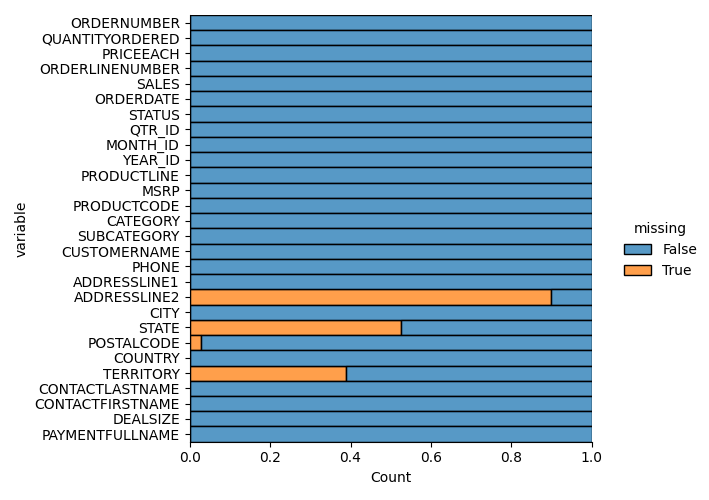 ORDERNUMBER
QUANTITYORDERED
PRICEEACH
ORDERLINENUMBER
SALES
ORDERDATE
STATUS
QTR_ID
MONTH_ID
YEAR_ID
PRODUCTLINE
MSRP
PRODUCTCODE
CATEGORY
SUBCATEGORY
CUSTOMERNAME
PHONE
ADDRESSLINE1
ADDRESSLINE2
CITY
STATE
POSTALCODE
COUNTRY
TERRITORY
CONTACTLASTNAME
CONTACTFIRSTNAME
DEALSIZE
PAYMENTFULLNAME
variable
0.0 0.2 0.4 0.6 0.8 1.0
Count
missing
False
True